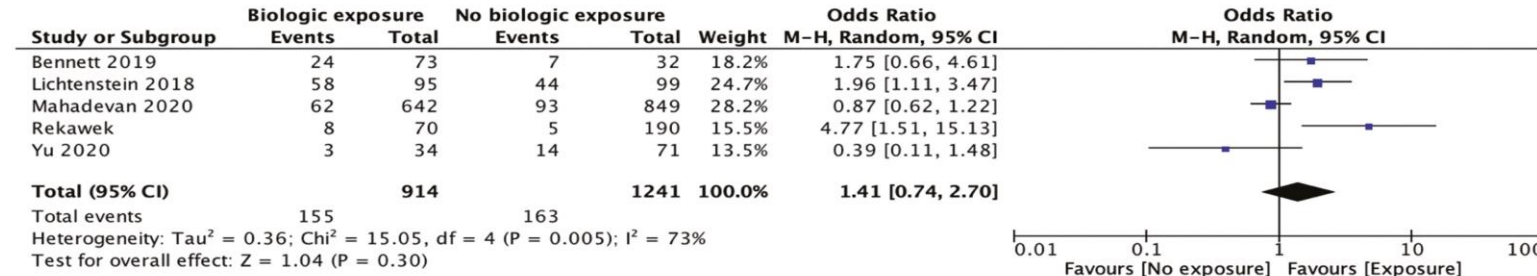 Biologic exposure No biologic exposure Odds Ratio Odds Ratio
Study or Subgroup Events Total Events Total Weight M-H, Random, 95% CI M-H, Random, 95% CI
Bennett 2019 24 73 7 32 18.2% 1.75 [0.66, 4.61]
Lichtenstein 2018 58 95 44 99 24.7% 1.96 [1.11, 3.47]
Mahadevan 2020 62 642 93 849 28.2% 0.87 [0.62, 1.22]
Rekawek 8 70 5 190 15.5% 4.77 [1.51, 15.13]
Yu 2020 3 34 14 71 13.5% 0.39 [0.11, 1.48]
Total (95% CI) 914 1241 100.0% 1.41 [0.74, 2.70]
Total events 155 163
Heterogeneity: Tau² = 0.36; Chi² = 15.05, df = 4 (P = 0.005); I² = 73%
Test for overall effect: Z = 1.04 (P = 0.30)
0.01 0.1 1 10 100
Favours [No exposure] Favours [Exposure]